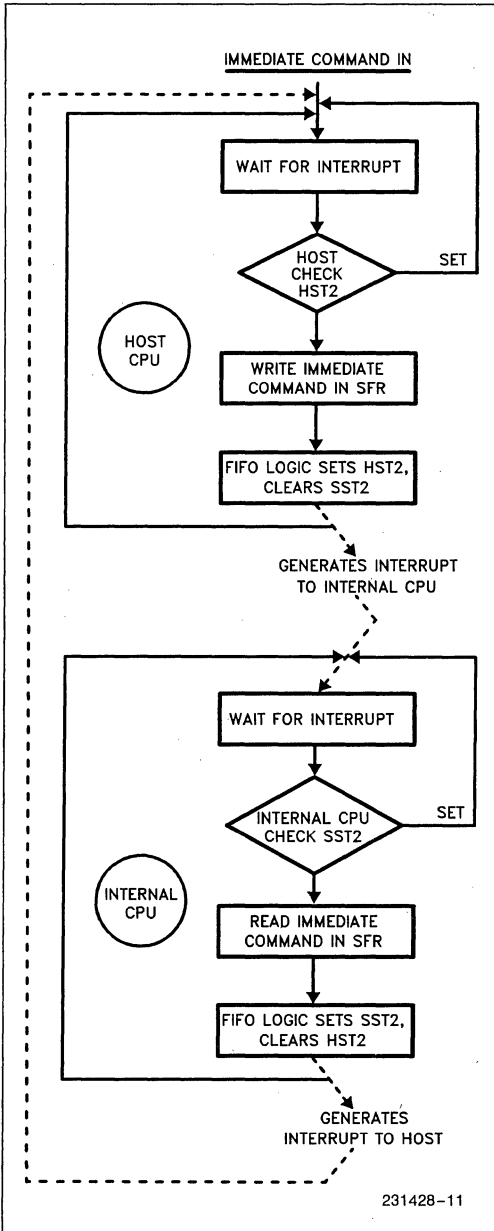 IMMEDIATE COMMAND IN
WAIT FOR INTERRUPT
HOST
CHECK
HST2
SET
HOST
CPU
WRITE IMMEDIATE
COMMAND IN SFR
FIFO LOGIC SETS HST2,
CLEARS SST2
GENERATES INTERRUPT
TO INTERNAL CPU
WAIT FOR INTERRUPT
INTERNAL CPU
CHECK SST2
SET
INTERNAL
CPU
READ IMMEDIATE
COMMAND IN SFR
FIFO LOGIC SETS SST2,
CLEARS HST2
GENERATES
INTERRUPT TO HOST
231428-11